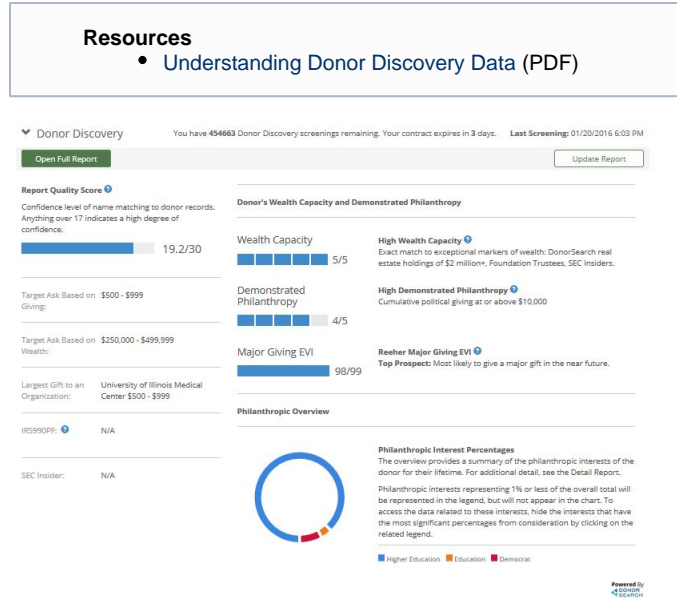 Resources
• Understanding Donor Discovery Data (PDF)
Donor Discovery
You have 454663 Donor Discovery screenings remaining. Your contract expires in 3 days. Last Screening: 01/20/2016 6:03 PM
Open Full Report
Update Report
Report Quality Score
Confidence level of
name matching to donor records.
Anything over 17 indicates a high degree of
confidence.
19.2/30
Target Ask Based on Giving: $500 - $999
Target Ask Based on Wealth: $250,000 - $499,999
Largest Gift to an Organization: University of Illinois Medical Center $500 - $999
IRS990PF: N/A
SEC Insider: N/A
Donor's Wealth Capacity and Demonstrated Philanthropy
Wealth Capacity
5/5
High Wealth Capacity
Exact match to exceptional markers of wealth: DonorSearch real
estate holdings of $2 million+, Foundation Trustees, SEC Insiders.
Demonstrated
Philanthropy
4/5
High Demonstrated Philanthropy
Cumulative political giving at or above $10,000
Major Giving EVI
98/99
Reeher Major Giving EVI
Top Prospect: Most likely to give a major gift in the near future.
Philanthropic Overview
Philanthropic Interest Percentages
The overview provides a summary of the philanthropic interests of the
donor for their lifetime. For additional detail, see the Detail Report.
Philanthropic interests representing 1% or less of the overall total will
be represented in the legend, but will not appear in the chart. To
access the data related to these interests, hide the interests that have
the most significant percentages from consideration by clicking on the
related legend.
Higher Education Education Democrat
Powered By
DONOR
SEARCH